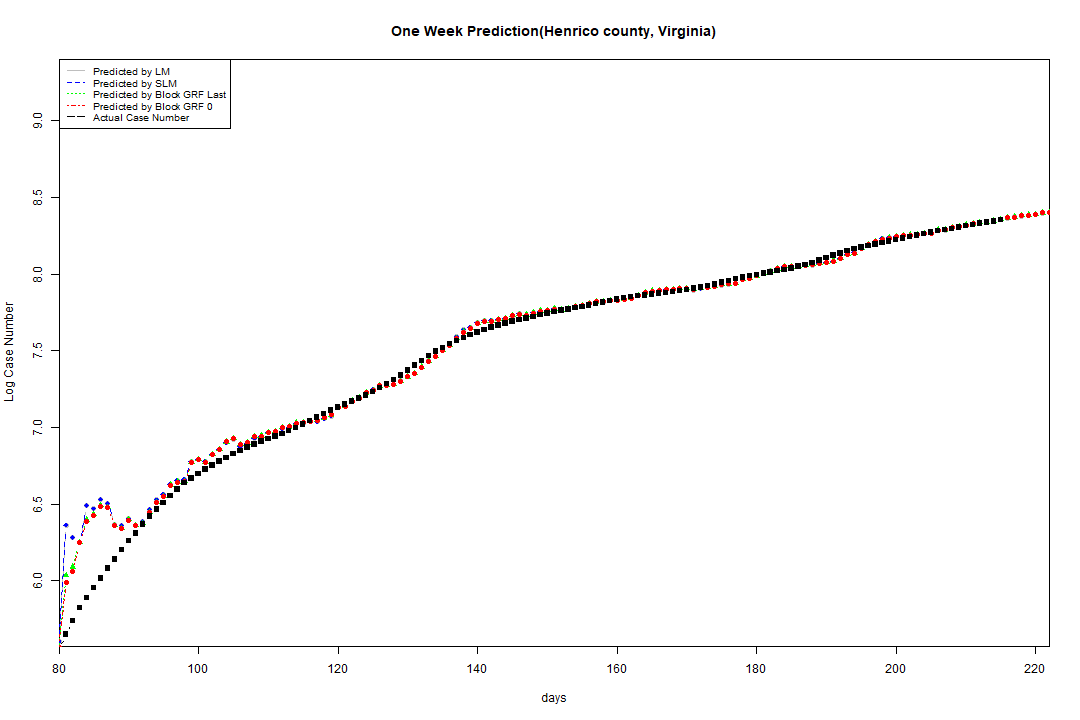 One Week Prediction(Henrico county, Virginia)
Predicted by LM
Predicted by SLM
Predicted by Block GRF Last
Predicted by Block GRF 0
Actual Case Number
Log Case Number
9.0
8.5
8.0
7.5
7.0
6.5
6.0
80 100 120 140 160 180 200 220
days